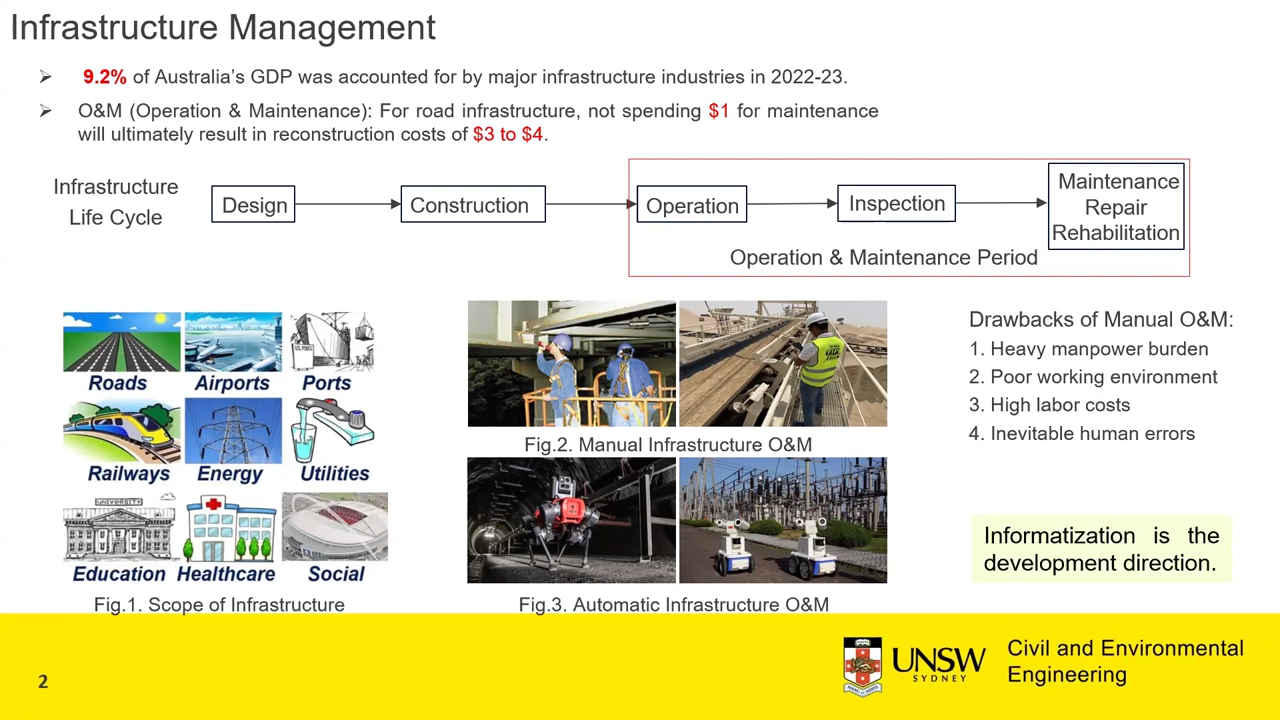 Infrastructure Management
➢ 9.2% of Australia’s GDP was accounted for by major infrastructure industries in 2022-23.
➢ O&M (Operation & Maintenance): For road infrastructure, not spending $1 for maintenance
will ultimately result in reconstruction costs of $3 to $4.
Infrastructure
Life Cycle
Design
Construction
Operation
Inspection
Maintenance
Repair
Rehabilitation
Operation & Maintenance Period
Roads Airports Ports
Railways Energy Utilities
UNIVERSITY
Education Healthcare Social
Fig.1. Scope of Infrastructure
Fig.2. Manual Infrastructure O&M
Fig.3. Automatic Infrastructure O&M
Drawbacks of Manual O&M:
1. Heavy manpower burden
2. Poor working environment
3. High labor costs
4. Inevitable human errors
Informatization is the
development direction.
2
UNSW
SYDNEY
Civil and Environmental
Engineering